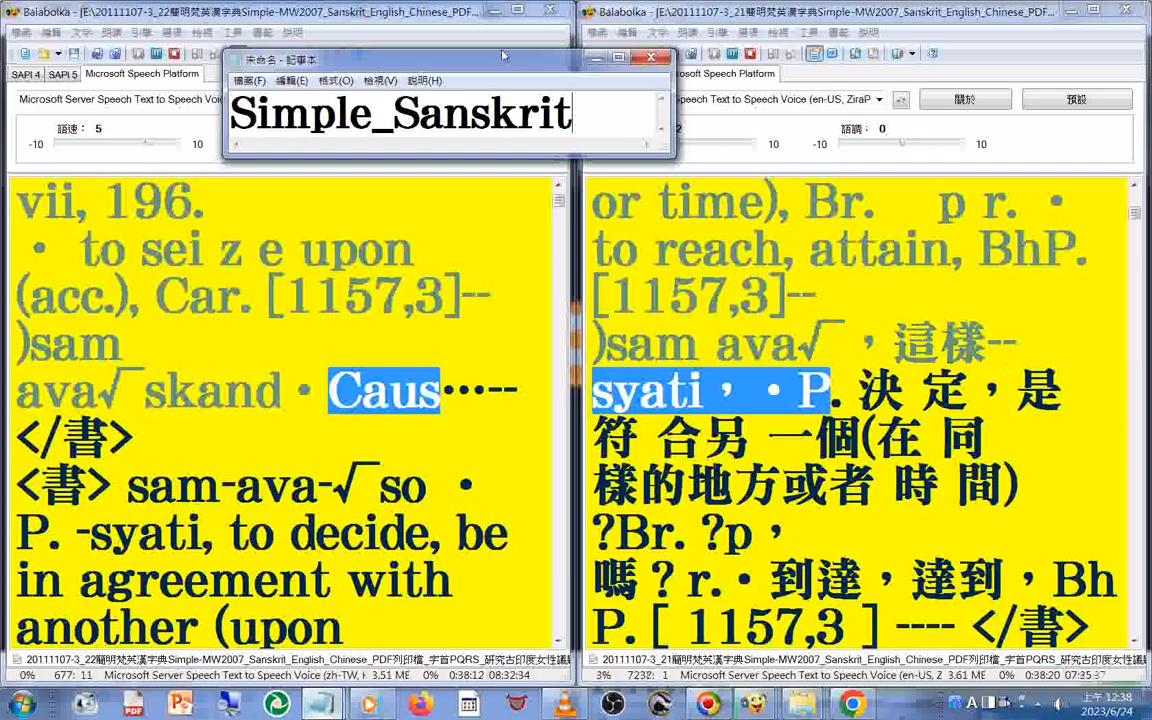 Balabolka - [E:\20111107-3_22簡明梵英漢字典Simple-MW2007_Sanskrit_English_Chinese_PDF...
SAPI 4 SAPI 5 Microsoft Speech Platform
Microsoft Server Speech Text to Speech Voi
語速： 5
-10 10
vii, 196.
• to sei z e upon
(acc.), Car. [1157,3]--
)sam
ava√skand • Caus…--
</書>
<書> sam-ava-√so •
P. -syati, to decide, be
in agreement with
another (upon
20111107-3_22簡明梵英漢字典Simple-MW2007_Sanskrit_English_Chinese_PDF列印檔_字首PQRS_研究古印度女性議
0% 677: 11 Microsoft Server Speech Text to Speech Voice (zh-TW, H 3.51 MB 0% 0:38:12 08:32:34
未命名 - 記事本
檔案(F) 編輯(E) 格式(O) 檢視(V) 說明(H)
Simple_Sanskrit
Balabolka - [E:\20111107-3_21簡明梵英漢字典Simple-MW2007_Sanskrit_English_Chinese_PDF...
Speech Platform
eech Text to Speech Voice (en-US, ZiraP 關於 預設
2 語調： 0
10 -10 10
or time), Br. p r. •
to reach, attain, BhP.
[1157,3]--
)sam ava√，這樣--
syati，• P. 決 定，是
符 合另 一個(在 同
樣的地方或者 時 間)
?Br. ?p，
嗎？r. • 到達，達到，Bh
P. [ 1157,3 ] ---- </書>
20111107-3_21簡明梵英漢字典Simple-MW2007_Sanskrit_English_Chinese_PDF列印檔_字首PQRS_研究古印度女性議
3% 7232: 1 Microsoft Server Speech Text to Speech Voice (en-US, Z 3.61 MB 0% 0:38:20 07:35:37
上午 12:38
2023/6/24